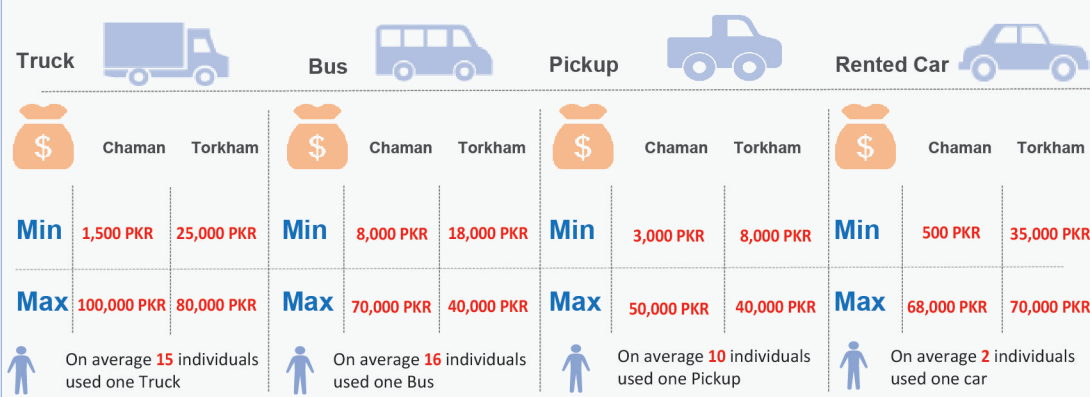 Truck
Bus
Pickup
Rented Car
$ Chaman Torkham
$ Chaman Torkham
$ Chaman Torkham
$ Chaman Torkham
Min 1,500 PKR 25,000 PKR
Min 8,000 PKR 18,000 PKR
Min 3,000 PKR 8,000 PKR
Min 500 PKR 35,000 PKR
Max 100,000 PKR 80,000 PKR
Max 70,000 PKR 40,000 PKR
Max 50,000 PKR 40,000 PKR
Max 68,000 PKR 70,000 PKR
On average 15 individuals
used one Truck
On average 16 individuals
used one Bus
On average 10 individuals
used one Pickup
On average 2 individuals
used one car